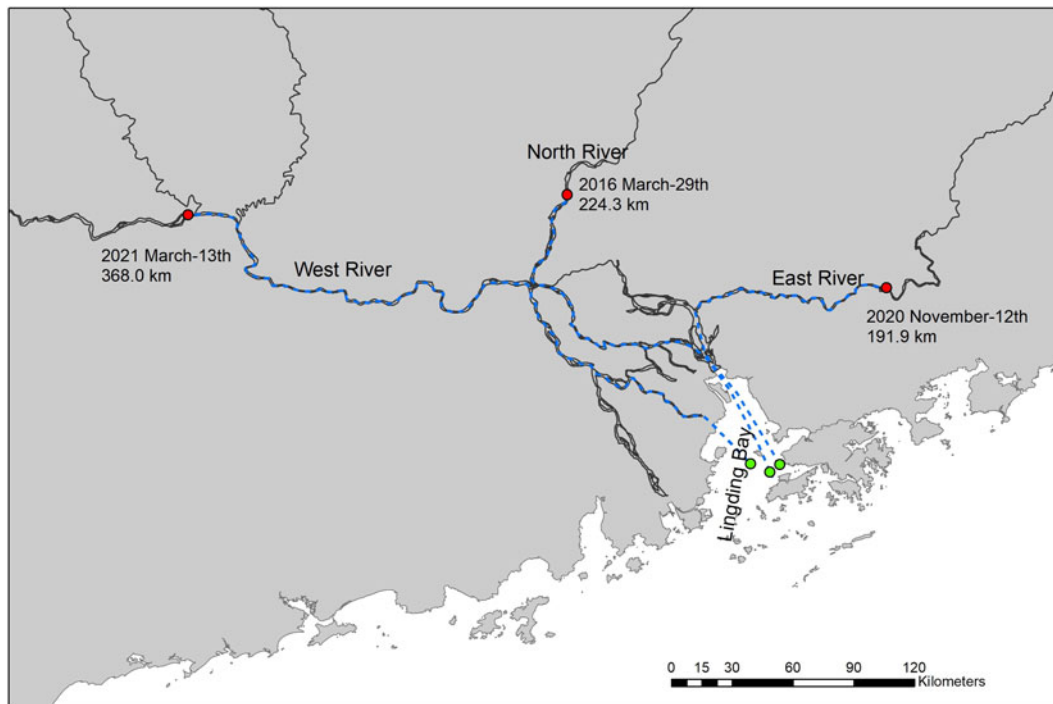 North River
2016 March-29th
224.3 km
2021 March-13th
368.0 km
West River
East River
2020 November-12th
191.9 km
Lingding Bay
0 15 30 60 90 120
Kilometers